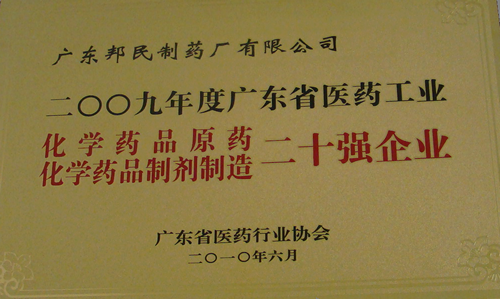 广东邦民制药厂有限公司
二〇〇九年度广东省医药工业
化学药品原药
化学药品制剂制造 二十强企业
广东省医药行业协会
二〇一〇年六月